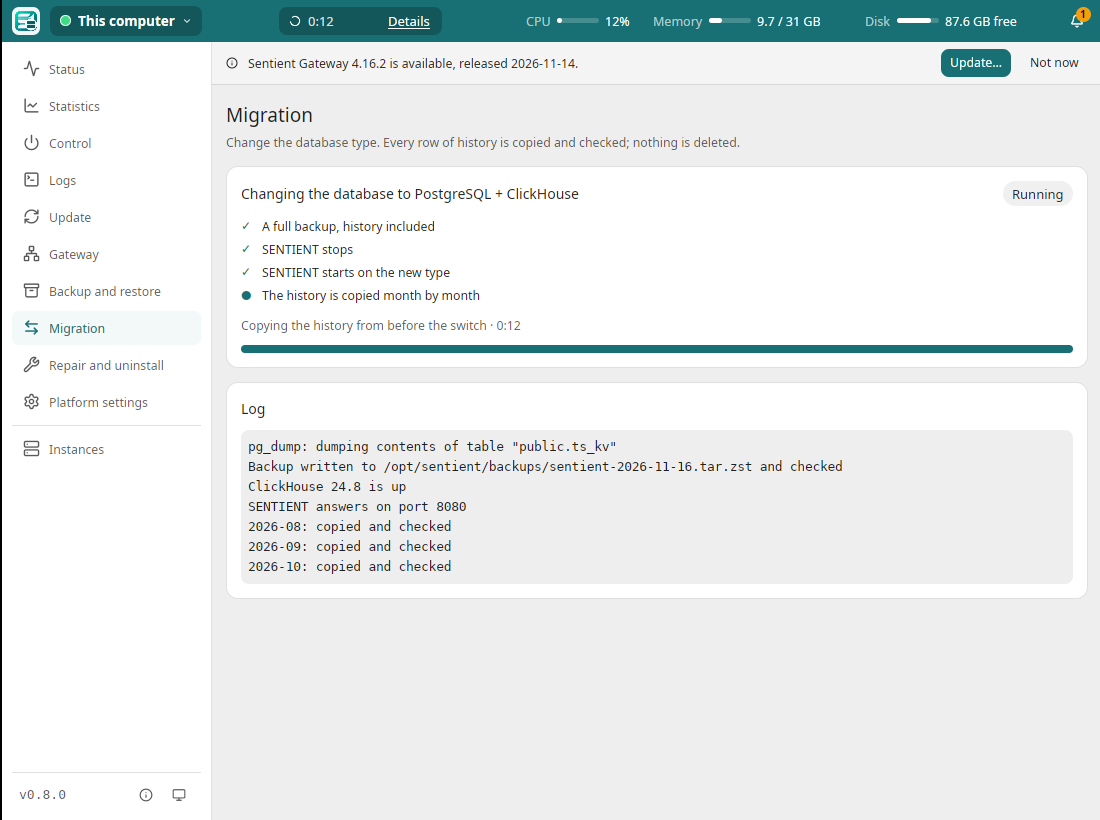 This computer
0:12
Details
CPU
12%
Memory
9.7 / 31 GB
Disk
87.6 GB free
1
Status
Statistics
Control
Logs
Update
Gateway
Backup and restore
Migration
Repair and uninstall
Platform settings
Instances
v0.8.0
Sentient Gateway 4.16.2 is available, released 2026-11-14.
Update...
Not now
Migration
Change the database type. Every row of history is copied and checked; nothing is deleted.
Changing the database to PostgreSQL + ClickHouse
Running
✓ A full backup, history included
✓ SENTIENT stops
✓ SENTIENT starts on the new type
The history is copied month by month
Copying the history from before the switch · 0:12
Log
pg_dump: dumping contents of table "public.ts_kv"
Backup written to /opt/sentient/backups/sentient-2026-11-16.tar.zst and checked
ClickHouse 24.8 is up
SENTIENT answers on port 8080
2026-08: copied and checked
2026-09: copied and checked
2026-10: copied and checked